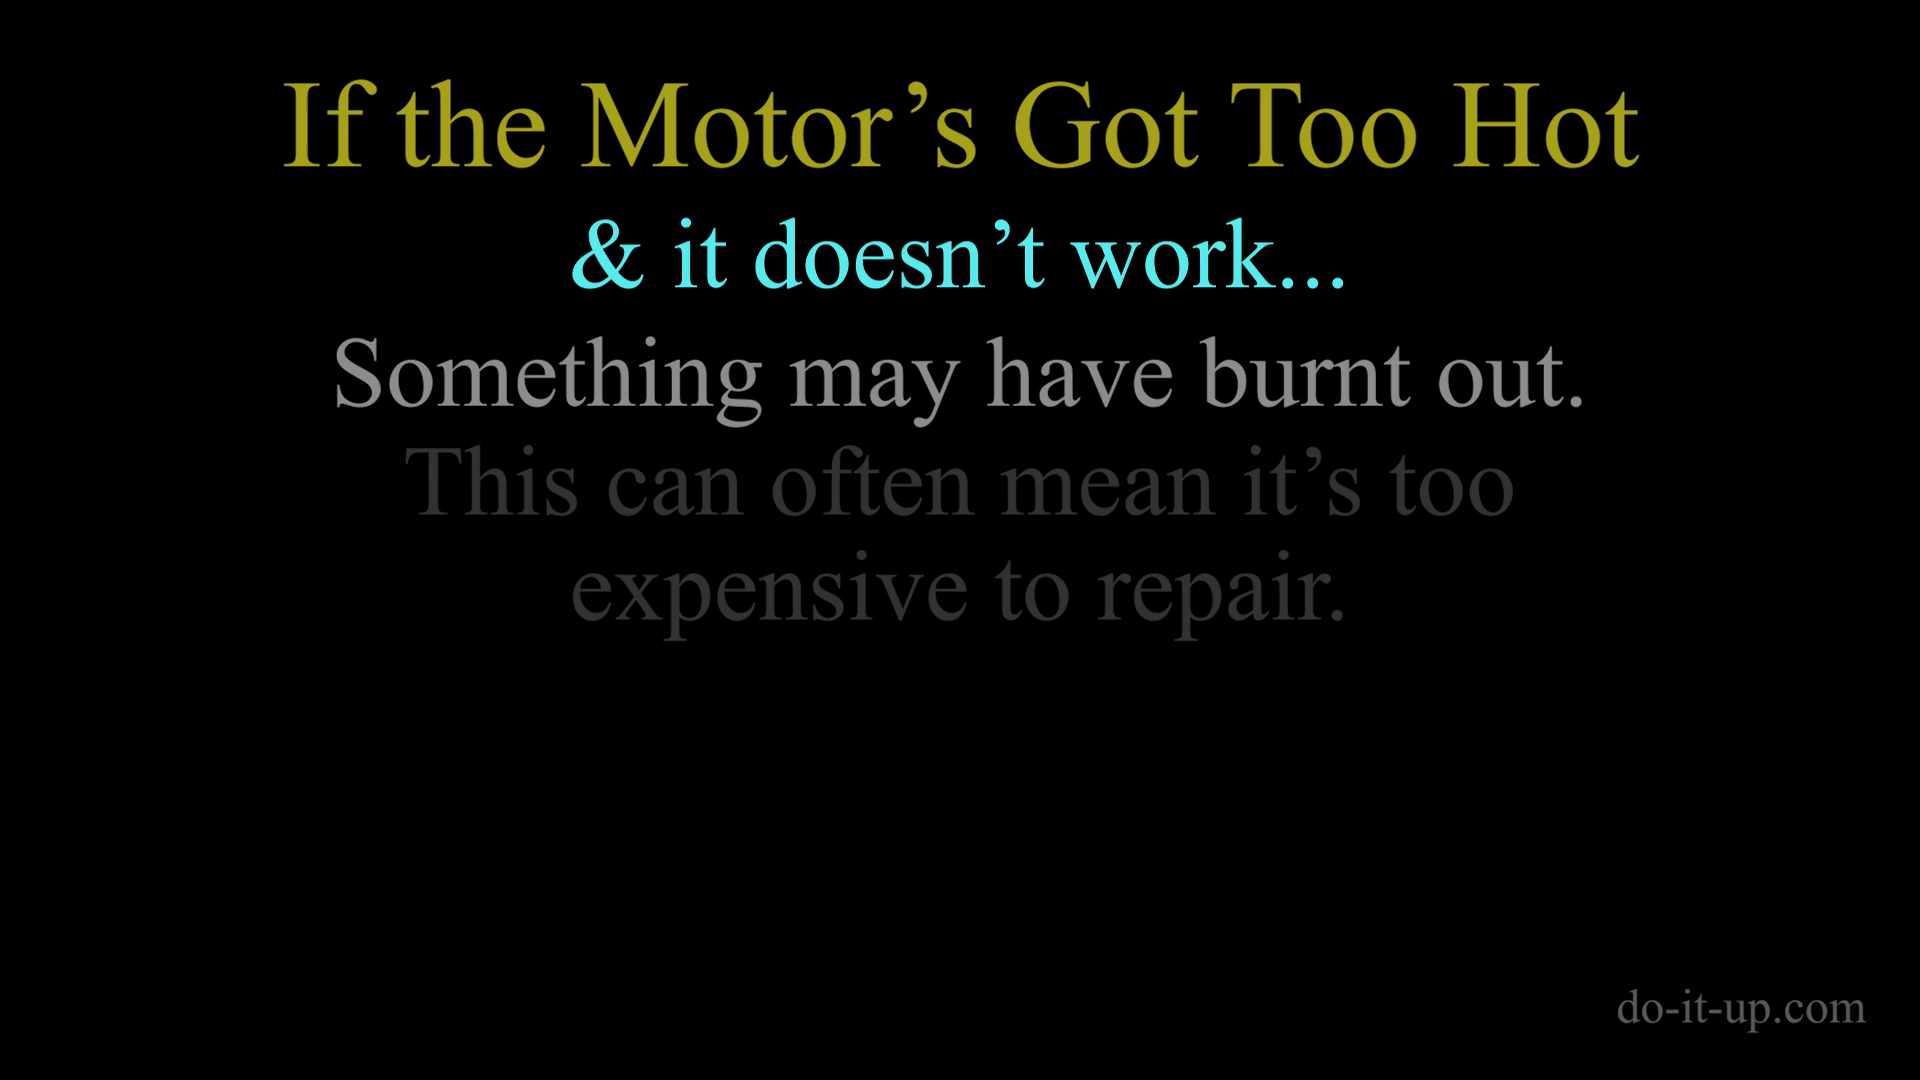 If the Motor’s Got Too Hot
& it doesn’t work...
Something may have burnt out.
This can often mean it’s too
expensive to repair.
do-it-up.com